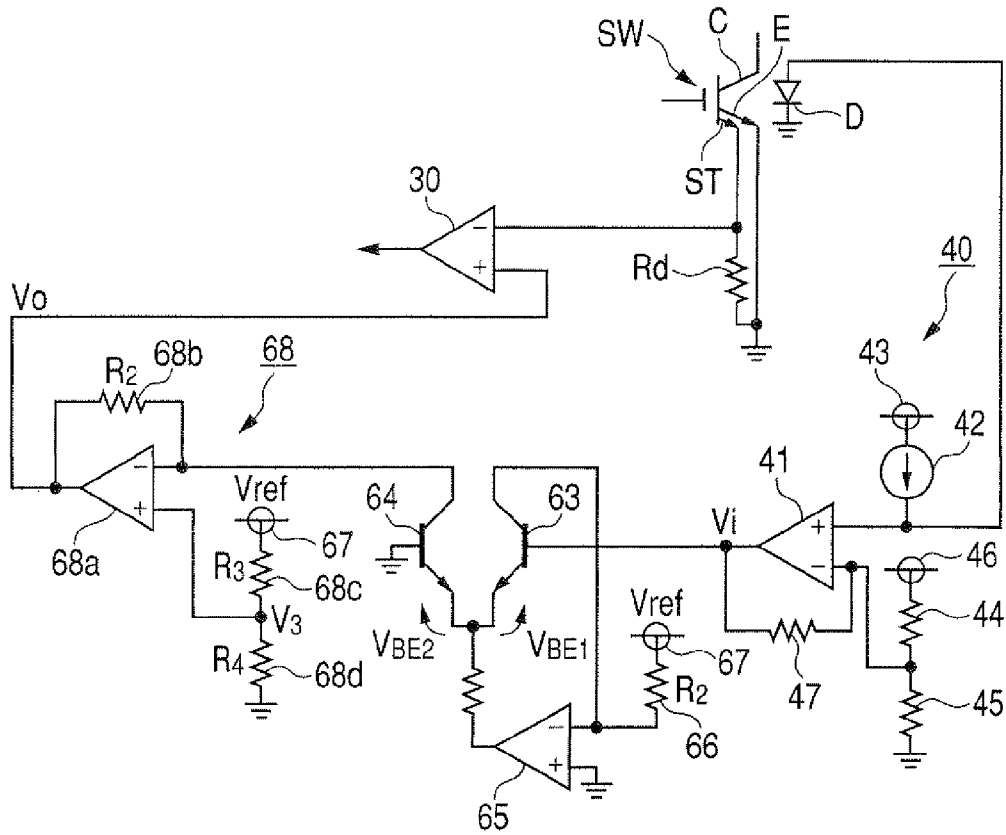 C
E
SW
D
ST
30
−
+
Rd
40
Vo
68
43
R2
68b
42
41
−
+
Vref
64
63
Vi
+
−
46
68a
67
R3
68c
44
V3
VBE2
VBE1
Vref
67
47
R4
68d
R2
66
45
−
+
65